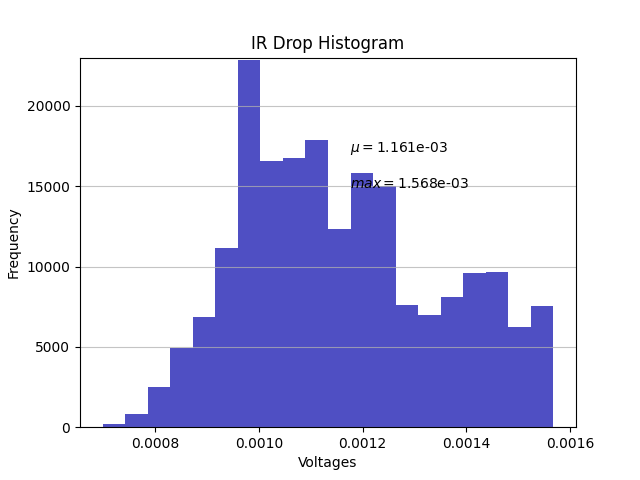 IR Drop Histogram
20000
15000
10000
5000
0
Frequency
μ = 1.161e-03
max = 1.568e-03
0.0008 0.0010 0.0012 0.0014 0.0016
Voltages